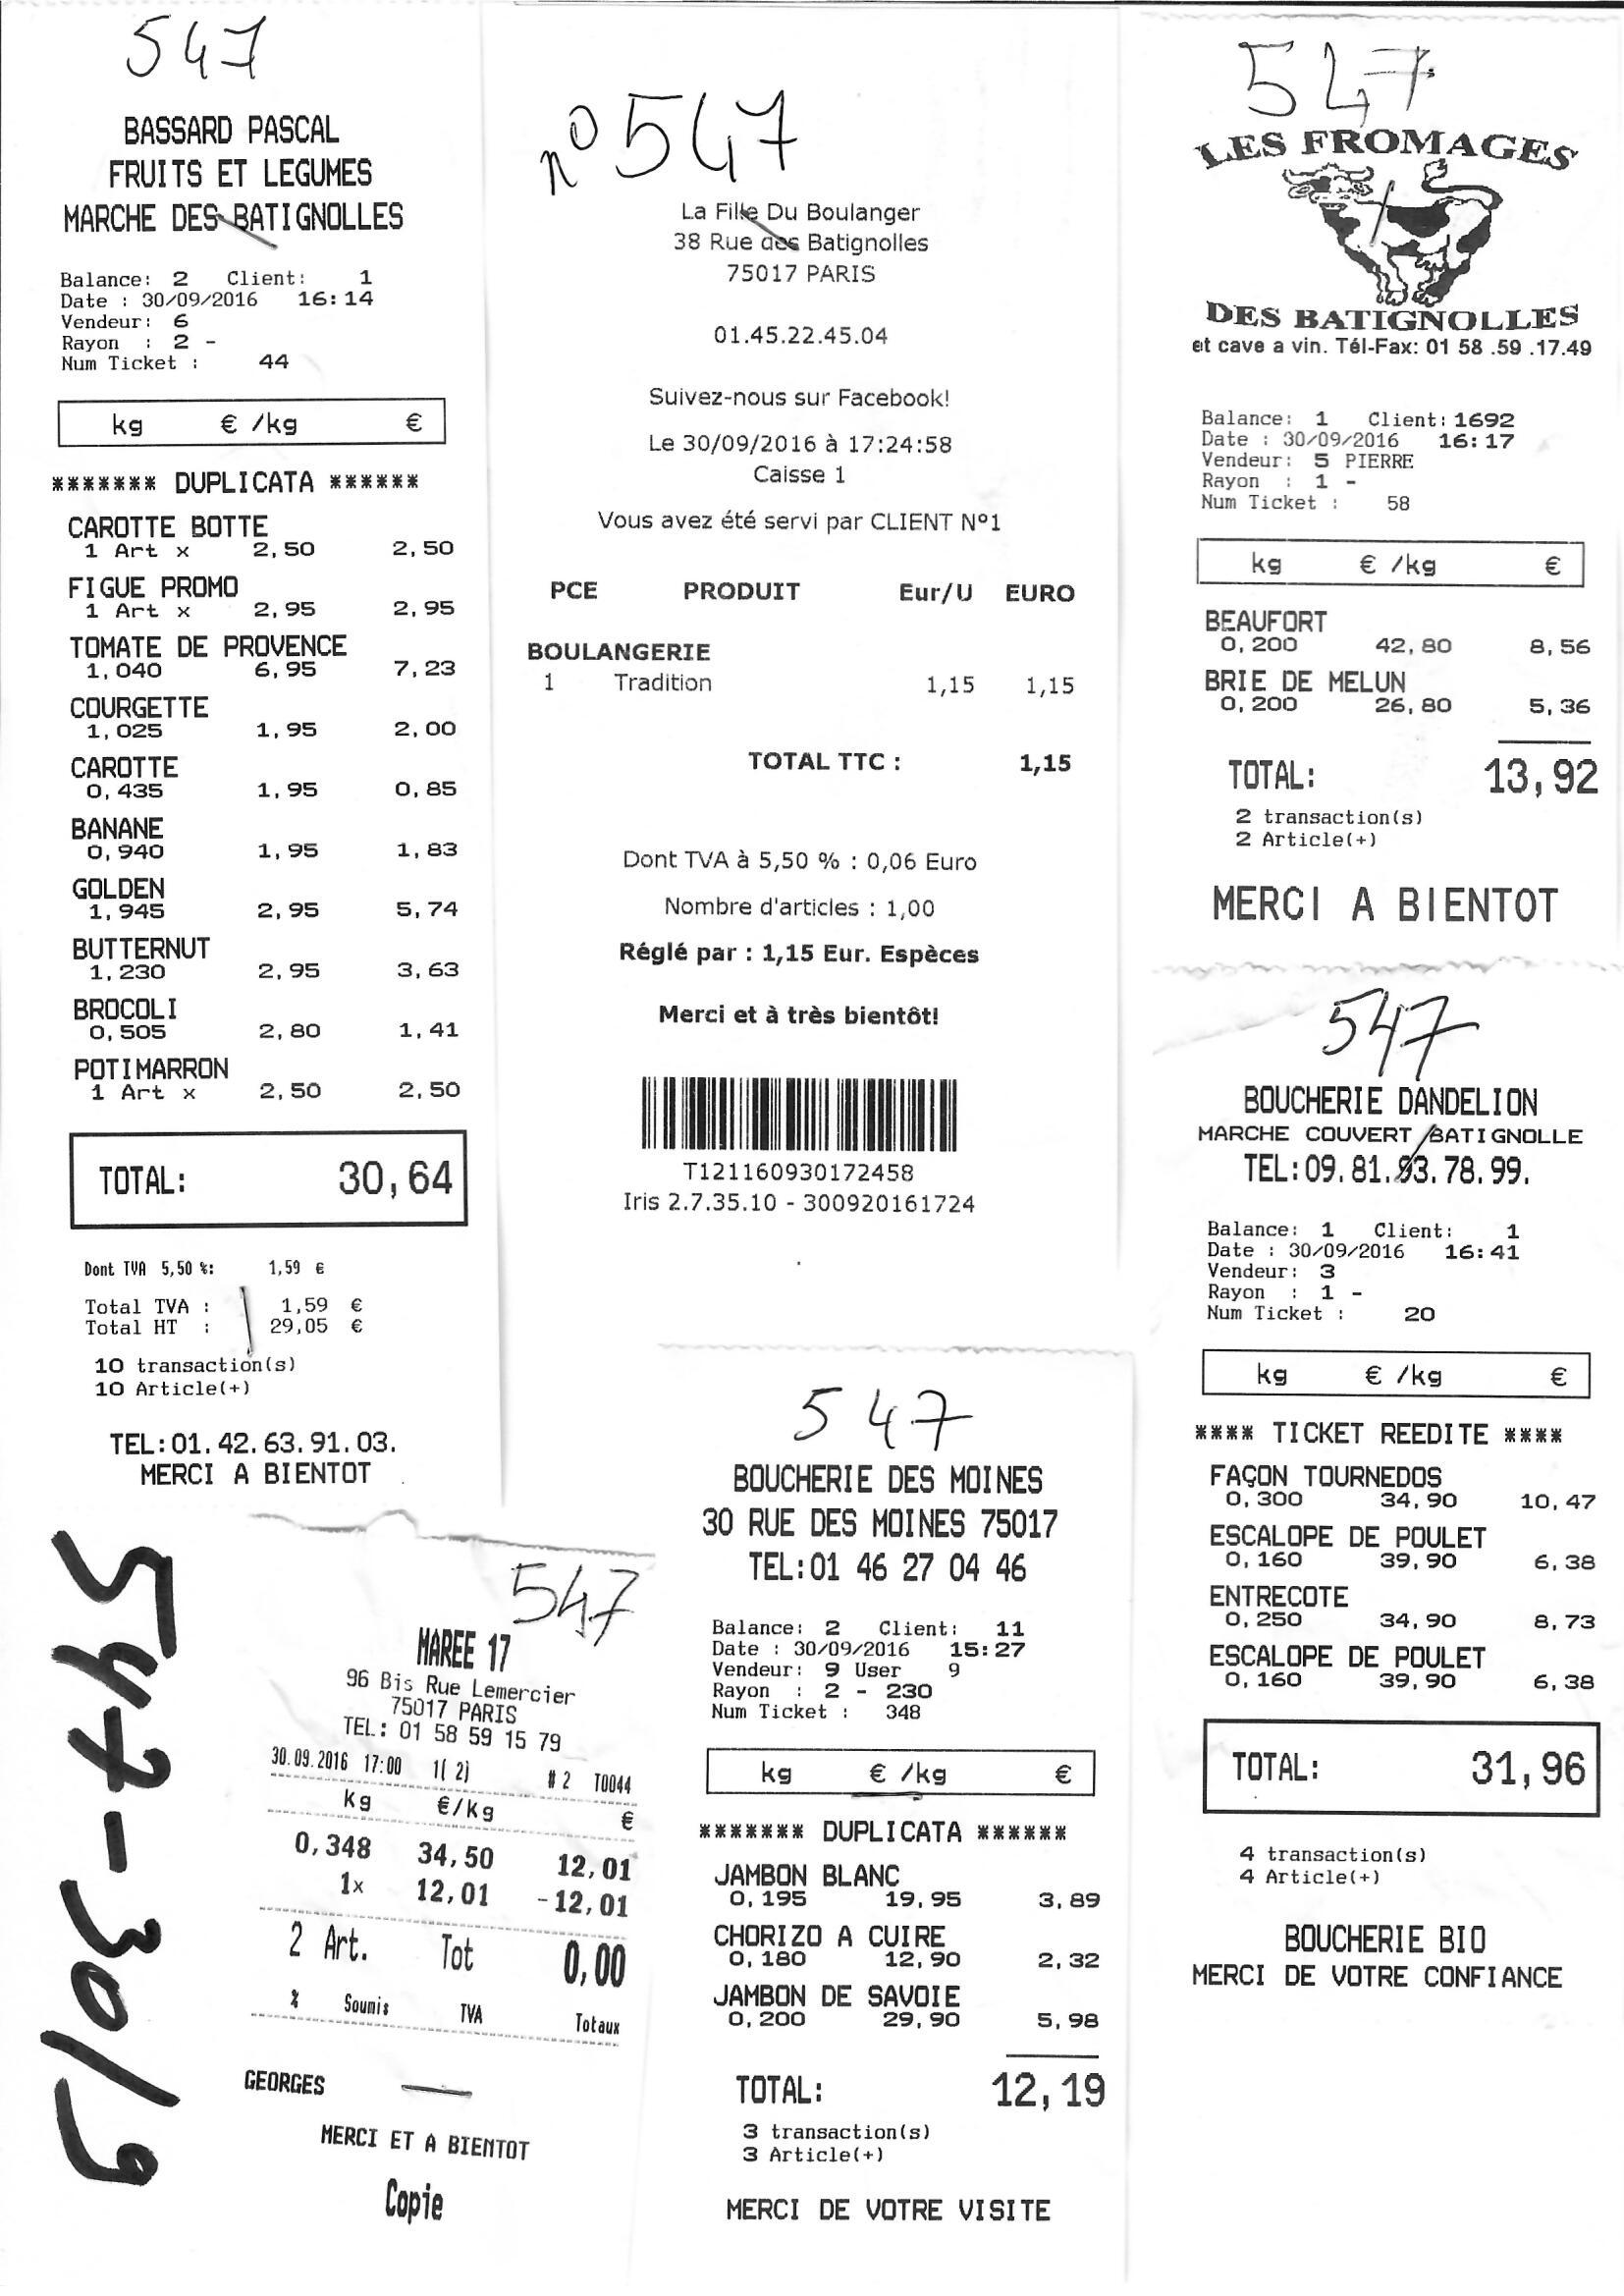 547
BASSARD PASCAL
FRUITS ET LEGUMES
MARCHE DES BATIGNOLLES
Balance: 2 Client: 1
Date : 30/09/2016 16:14
Vendeur: 6
Rayon : 2 -
Num Ticket : 44
kg € /kg €
******* DUPLICATA ******
CAROTTE BOTTE
1 Art x 2,50 2,50
FIGUE PROMO
1 Art x 2,95 2,95
TOMATE DE PROVENCE
1,040 6,95 7,23
COURGETTE
1,025 1,95 2,00
CAROTTE
0,435 1,95 0,85
BANANE
0,940 1,95 1,83
GOLDEN
1,945 2,95 5,74
BUTTERNUT
1,230 2,95 3,63
BROCOLI
0,505 2,80 1,41
POTIMARRON
1 Art x 2,50 2,50
TOTAL: 30,64
Dont TVA 5,50 %: 1,59 €
Total TVA : 1,59 €
Total HT : 29,05 €
10 transaction(s)
10 Article(+)
TEL:01.42.63.91.03.
MERCI A BIENTOT
n° 547
La Fille Du Boulanger
38 Rue des Batignolles
75017 PARIS
01.45.22.45.04
Suivez-nous sur Facebook!
Le 30/09/2016 à 17:24:58
Caisse 1
Vous avez été servi par CLIENT N°1
PCE PRODUIT Eur/U EURO
BOULANGERIE
1 Tradition 1,15 1,15
TOTAL TTC : 1,15
Dont TVA à 5,50 % : 0,06 Euro
Nombre d'articles : 1,00
Réglé par : 1,15 Eur. Espèces
Merci et à très bientôt!
T121160930172458
Iris 2.7.35.10 - 300920161724
547
LES FROMAGES
DES BATIGNOLLES
et cave a vin. Tél-Fax: 01 58 .59 .17.49
Balance: 1 Client: 1692
Date : 30/09/2016 16:17
Vendeur: 5 PIERRE
Rayon : 1 -
Num Ticket : 58
kg € /kg €
BEAUFORT
0,200 42,80 8,56
BRIE DE MELUN
0,200 26,80 5,36
TOTAL: 13,92
2 transaction(s)
2 Article(+)
MERCI A BIENTOT
547
BOUCHERIE DANDELION
MARCHE COUVERT BATIGNOLLE
TEL:09.81.93.78.99.
Balance: 1 Client: 1
Date : 30/09/2016 16:41
Vendeur: 3
Rayon : 1 -
Num Ticket : 20
kg € /kg €
**** TICKET REEDITE ****
FAÇON TOURNEDOS
0,300 34,90 10,47
ESCALOPE DE POULET
0,160 39,90 6,38
ENTRECOTE
0,250 34,90 8,73
ESCALOPE DE POULET
0,160 39,90 6,38
TOTAL: 31,96
4 transaction(s)
4 Article(+)
BOUCHERIE BIO
MERCI DE VOTRE CONFIANCE
547-30/9
547
MAREE 17
96 Bis Rue Lemercier
75017 PARIS
TEL: 01 58 59 15 79
30.09.2016 17:00 1( 2) # 2 T0044
Kg €/Kg €
0,348 34,50 12,01
1x 12,01 -12,01
2 Art. Tot 0,00
% Soumis TVA Totaux
GEORGES
MERCI ET A BIENTOT
Copie
547
BOUCHERIE DES MOINES
30 RUE DES MOINES 75017
TEL:01 46 27 04 46
Balance: 2 Client: 11
Date : 30/09/2016 15:27
Vendeur: 9 User 9
Rayon : 2 - 230
Num Ticket : 348
kg € /kg €
******* DUPLICATA ******
JAMBON BLANC
0,195 19,95 3,89
CHORIZO A CUIRE
0,180 12,90 2,32
JAMBON DE SAVOIE
0,200 29,90 5,98
TOTAL: 12,19
3 transaction(s)
3 Article(+)
MERCI DE VOTRE VISITE